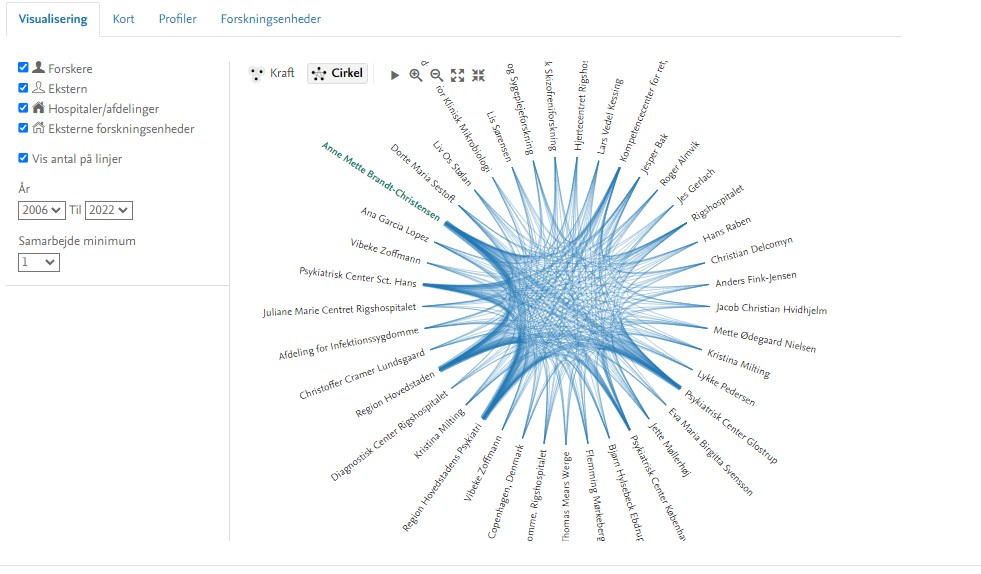 Visualisering Kort Profiler Forskningsenheder
Forskere
Ekstern
Hospitaler/afdelinger
Eksterne forskningsenheder
Vis antal på linjer
År
2006 Til 2022
Samarbejde minimum
1
Kraft Cirkel
Klinisk Mikrobiologi
Lis Sørensen
og Sygeplejeforskning
k Skizofreniforskning
Hjertecentret Rigshos
Lars Vedel Kessing
Kompetencecenter for ret,
Jesper Bak
Roger Almvik
Jes Gerlach
Rigshospitalet
Hans Raben
Christian Delcomyn
Anders Fink-Jensen
Jacob Christian Hvidhjelm
Mette Ødegaard Nielsen
Kristina Milting
Lykke Pedersen
Psykiatrisk Center Glostrup
Eva Maria Birgitta Svensson
Jette Møllerhøj
Psykiatrisk Center Københa
Bjørn Hylsebeck Ebdru
Flemming Mørkeberg
Thomas Mears Werge
omme, Rigshospitalet
Copenhagen, Denmark
Vibeke Zoffmann
Region Hovedstadens Psykiatri
Kristina Milting
Diagnostisk Center Rigshospitalet
Region Hovedstaden
Christoffer Cramer Lundsgaard
Afdeling for Infektionssygdomme
Juliane Marie Centret Rigshospitalet
Psykiatrisk Center Sct. Hans
Vibeke Zoffmann
Ana Garcia Lopez
Anne Mette Brandt-Christensen
Dorte Maria Sestoft
Liv Os Stølan